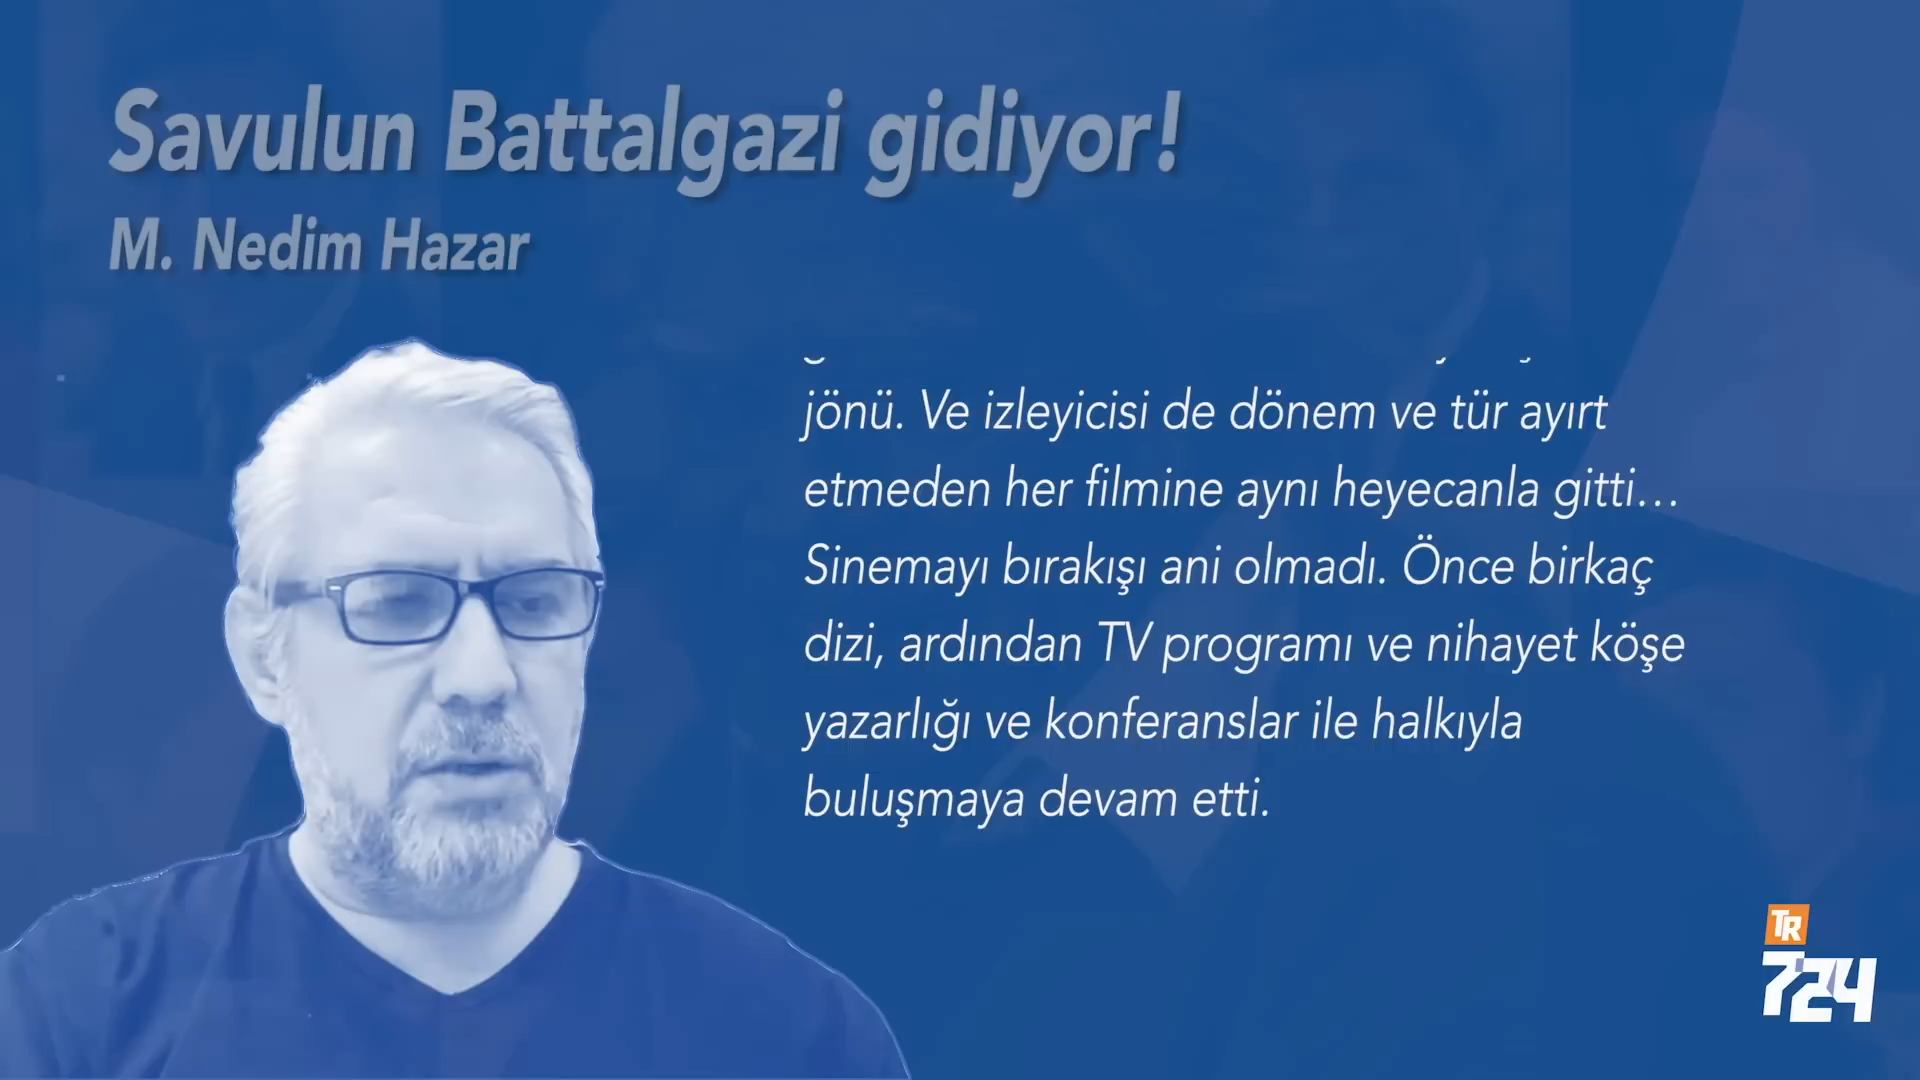 Savulun Battalgazi gidiyor!
M. Nedim Hazar
jönü. Ve izleyicisi de dönem ve tür ayırt
etmeden her filmine aynı heyecanla gitti…
Sinemayı bırakışı ani olmadı. Önce birkaç
dizi, ardından TV programı ve nihayet köşe
yazarlığı ve konferanslar ile halkıyla
buluşmaya devam etti.
TR
724